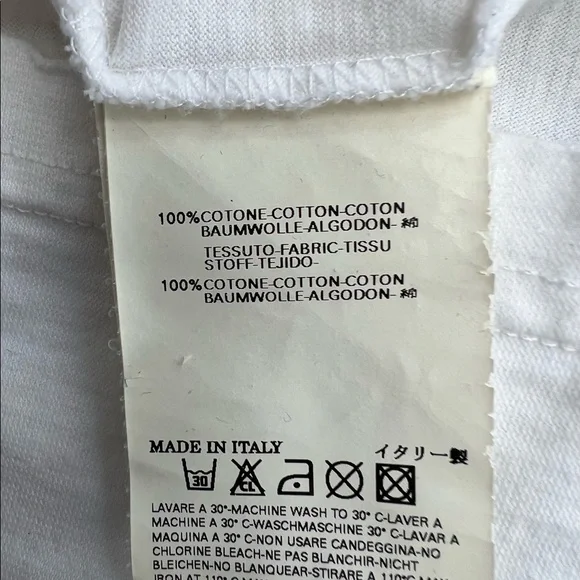 100%COTONE-COTTON-COTON
BAUMWOLLE-ALGODON- 綿
TESSUTO-FABRIC-TISSU
STOFF-TEJIDO-
100%COTONE-COTTON-COTON
BAUMWOLLE-ALGODON- 綿
MADE IN ITALY イタリー製
30 CL
LAVARE A 30°-MACHINE WASH TO 30° C-LAVER A
MACHINE A 30° C-WASCHMASCHINE 30° C-LAVAR A
MAQUINA A 30° C-NON USARE CANDEGGINA-NO
CHLORINE BLEACH-NE PAS BLANCHIR-NICHT
BLEICHEN-NO BLANQUEAR-STIRARE A 110°C MAX
IRON AT 110°